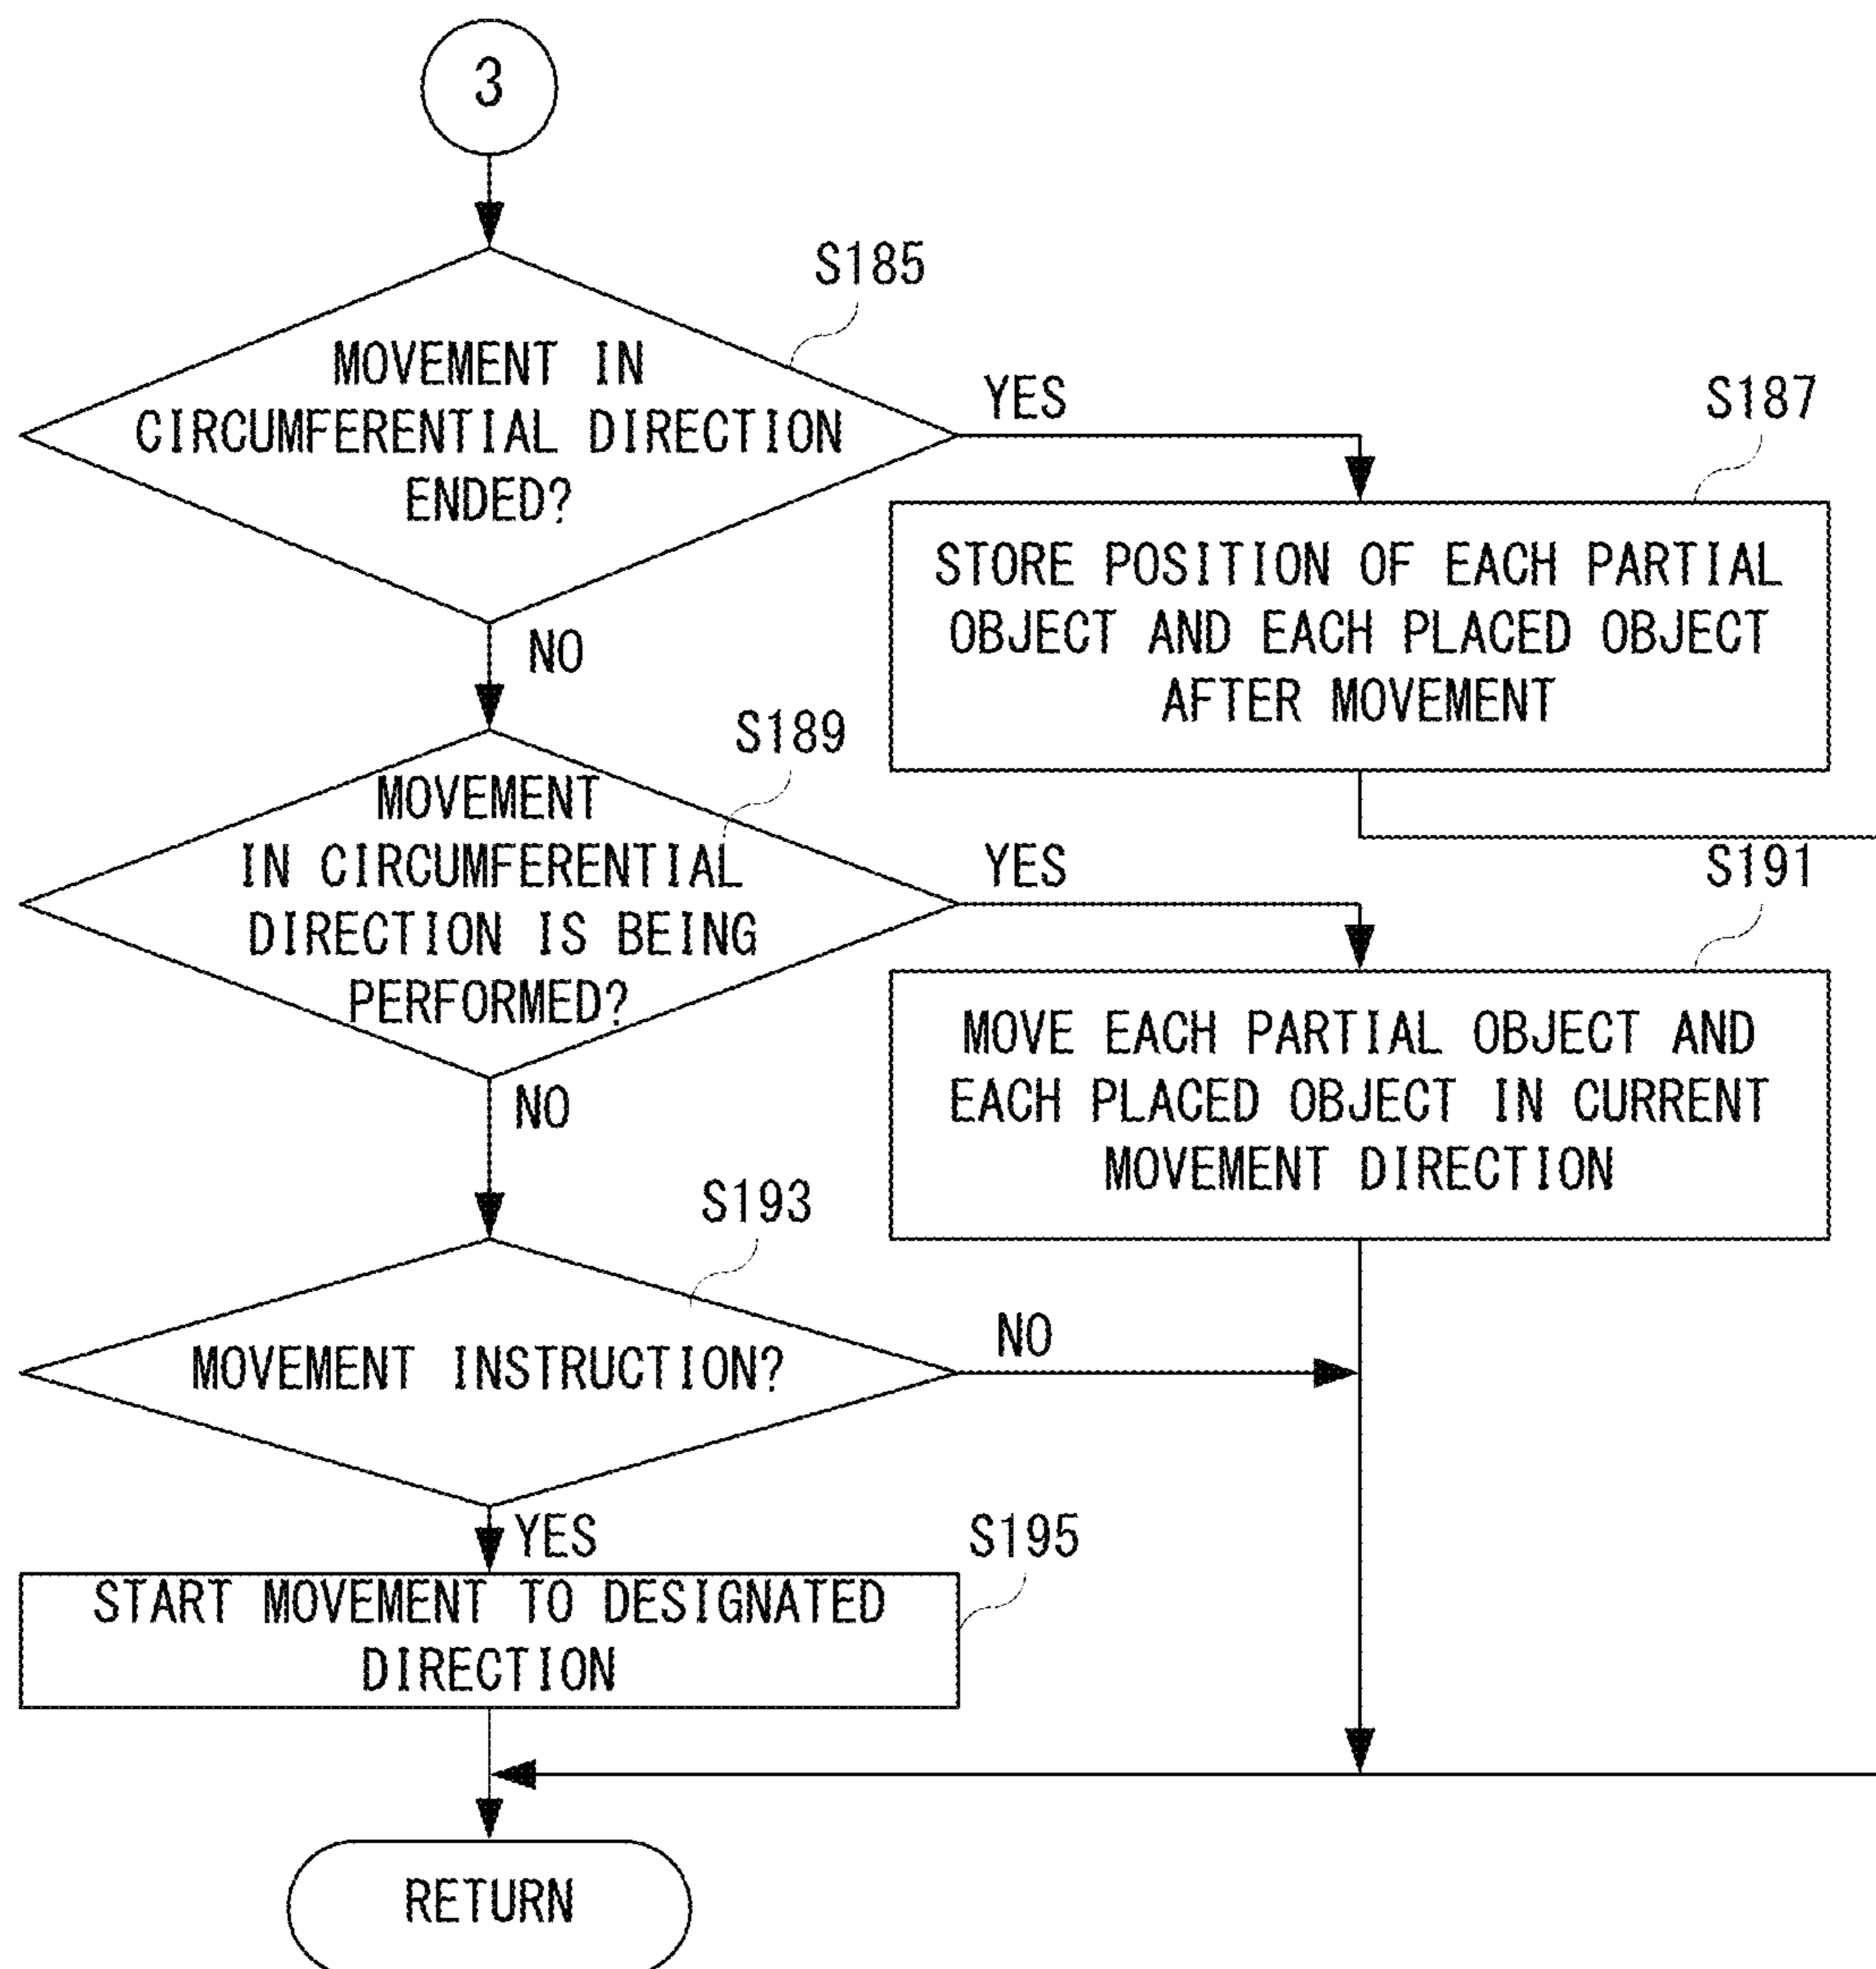 3
S185
MOVEMENT IN
CIRCUMFERENTIAL DIRECTION
ENDED?
YES
NO
S187
STORE POSITION OF EACH PARTIAL
OBJECT AND EACH PLACED OBJECT
AFTER MOVEMENT
S189
MOVEMENT
IN CIRCUMFERENTIAL
DIRECTION IS BEING
PERFORMED?
YES
NO
S191
MOVE EACH PARTIAL OBJECT AND
EACH PLACED OBJECT IN CURRENT
MOVEMENT DIRECTION
S193
MOVEMENT INSTRUCTION?
NO
YES
S195
START MOVEMENT TO DESIGNATED
DIRECTION
RETURN